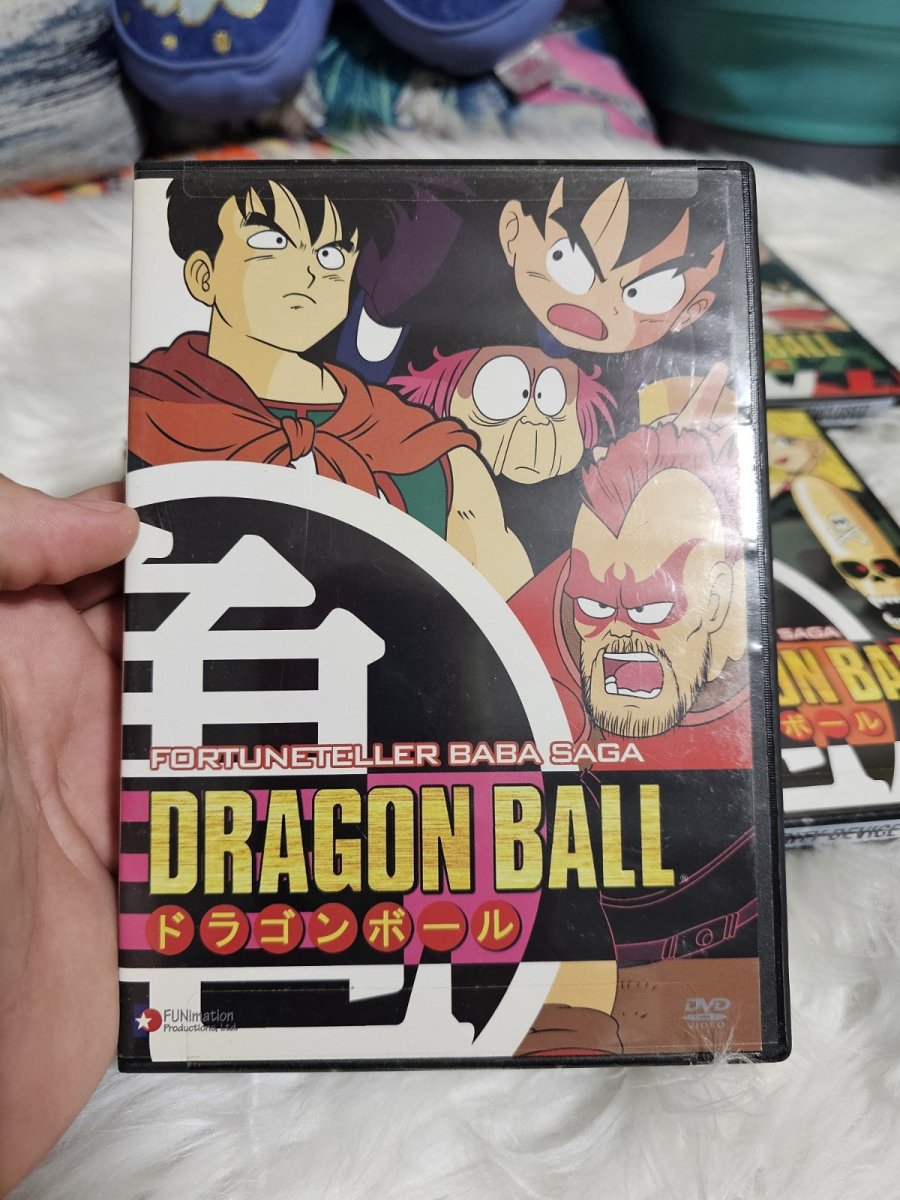 FORTUNETELLER BABA SAGA
DRAGON BALL
ドラゴンボール
FUNimation
Productions, Ltd.
DVD
VIDEO
BALL
SAGA
ON BA
ボール